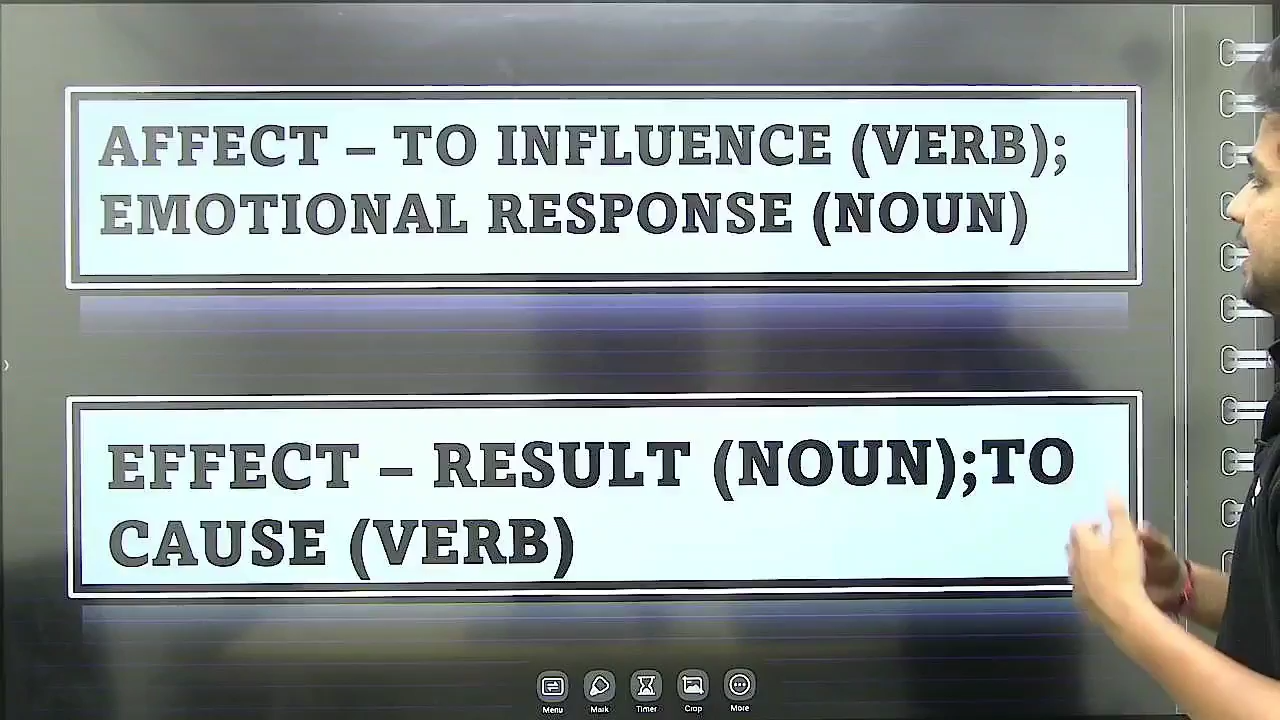 AFFECT – TO INFLUENCE (VERB);
EMOTIONAL RESPONSE (NOUN)
EFFECT – RESULT (NOUN);TO
CAUSE (VERB)
Menu Mark Timer Crop More